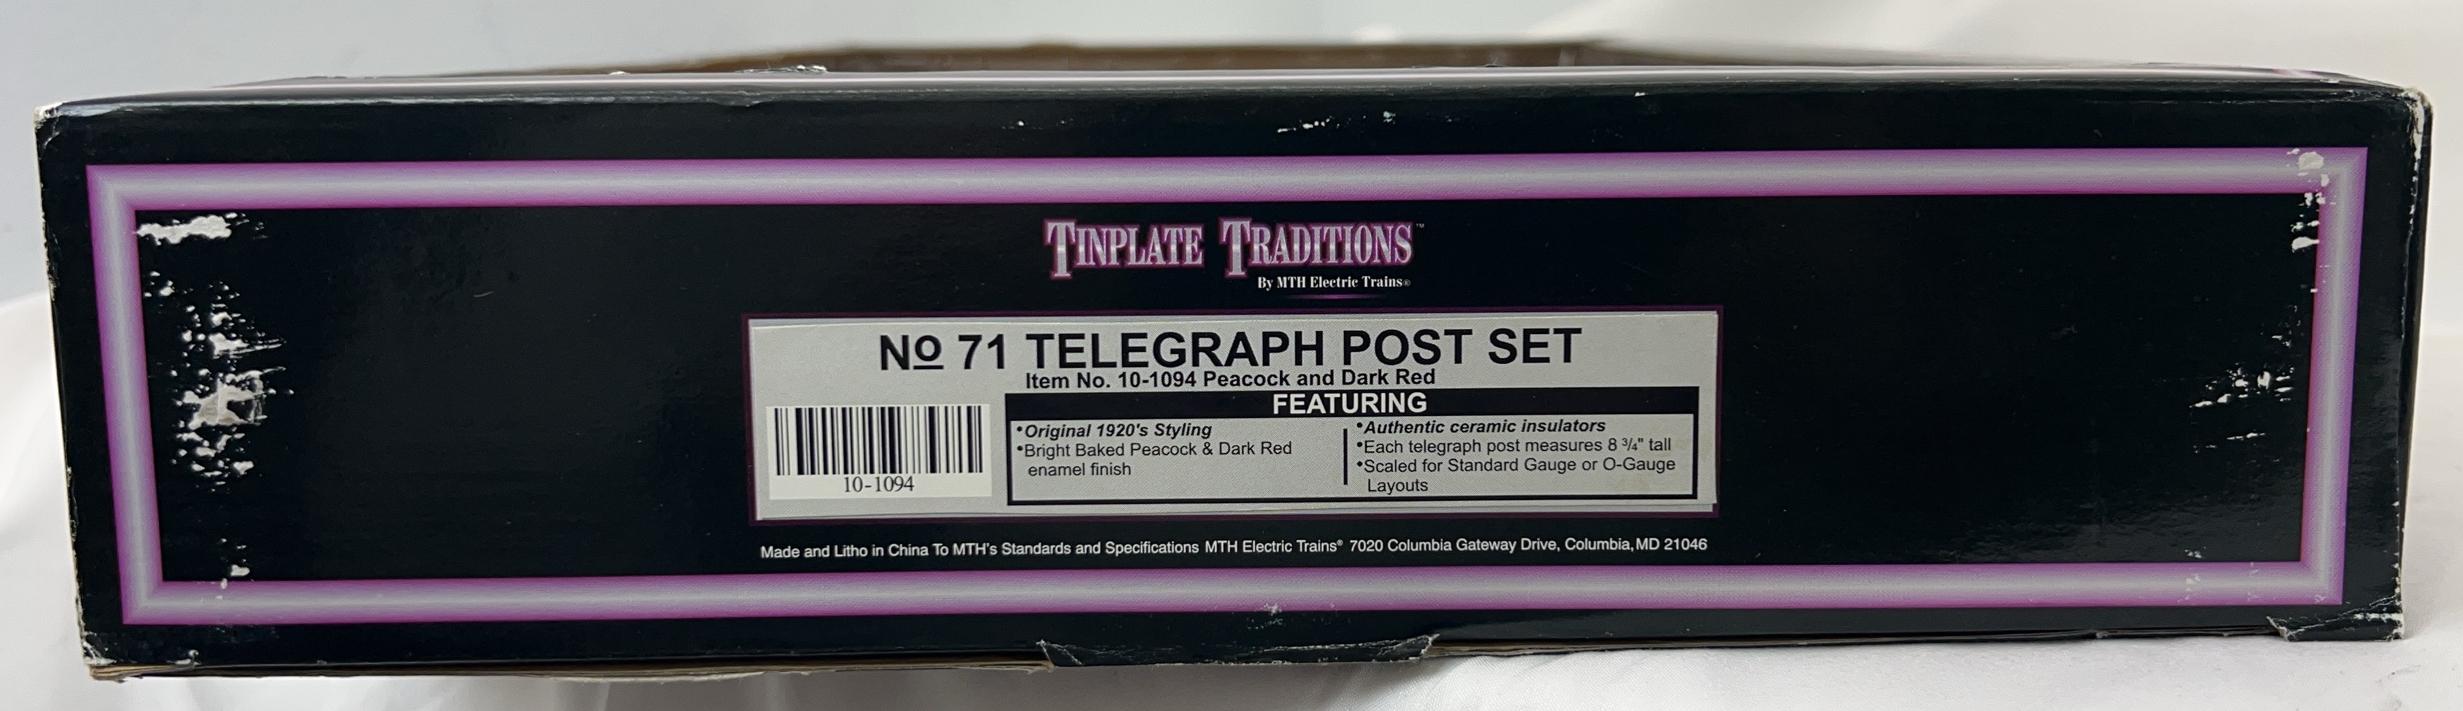 TINPLATE TRADITIONS™
By MTH Electric Trains®
Nº 71 TELEGRAPH POST SET
Item No. 10-1094 Peacock and Dark Red
FEATURING
•Original 1920's Styling
•Bright Baked Peacock & Dark Red
enamel finish
•Authentic ceramic insulators
•Each telegraph post measures 8 ¾" tall
•Scaled for Standard Gauge or O-Gauge
Layouts
10-1094
Made and Litho in China To MTH's Standards and Specifications MTH Electric Trains® 7020 Columbia Gateway Drive, Columbia, MD 21046